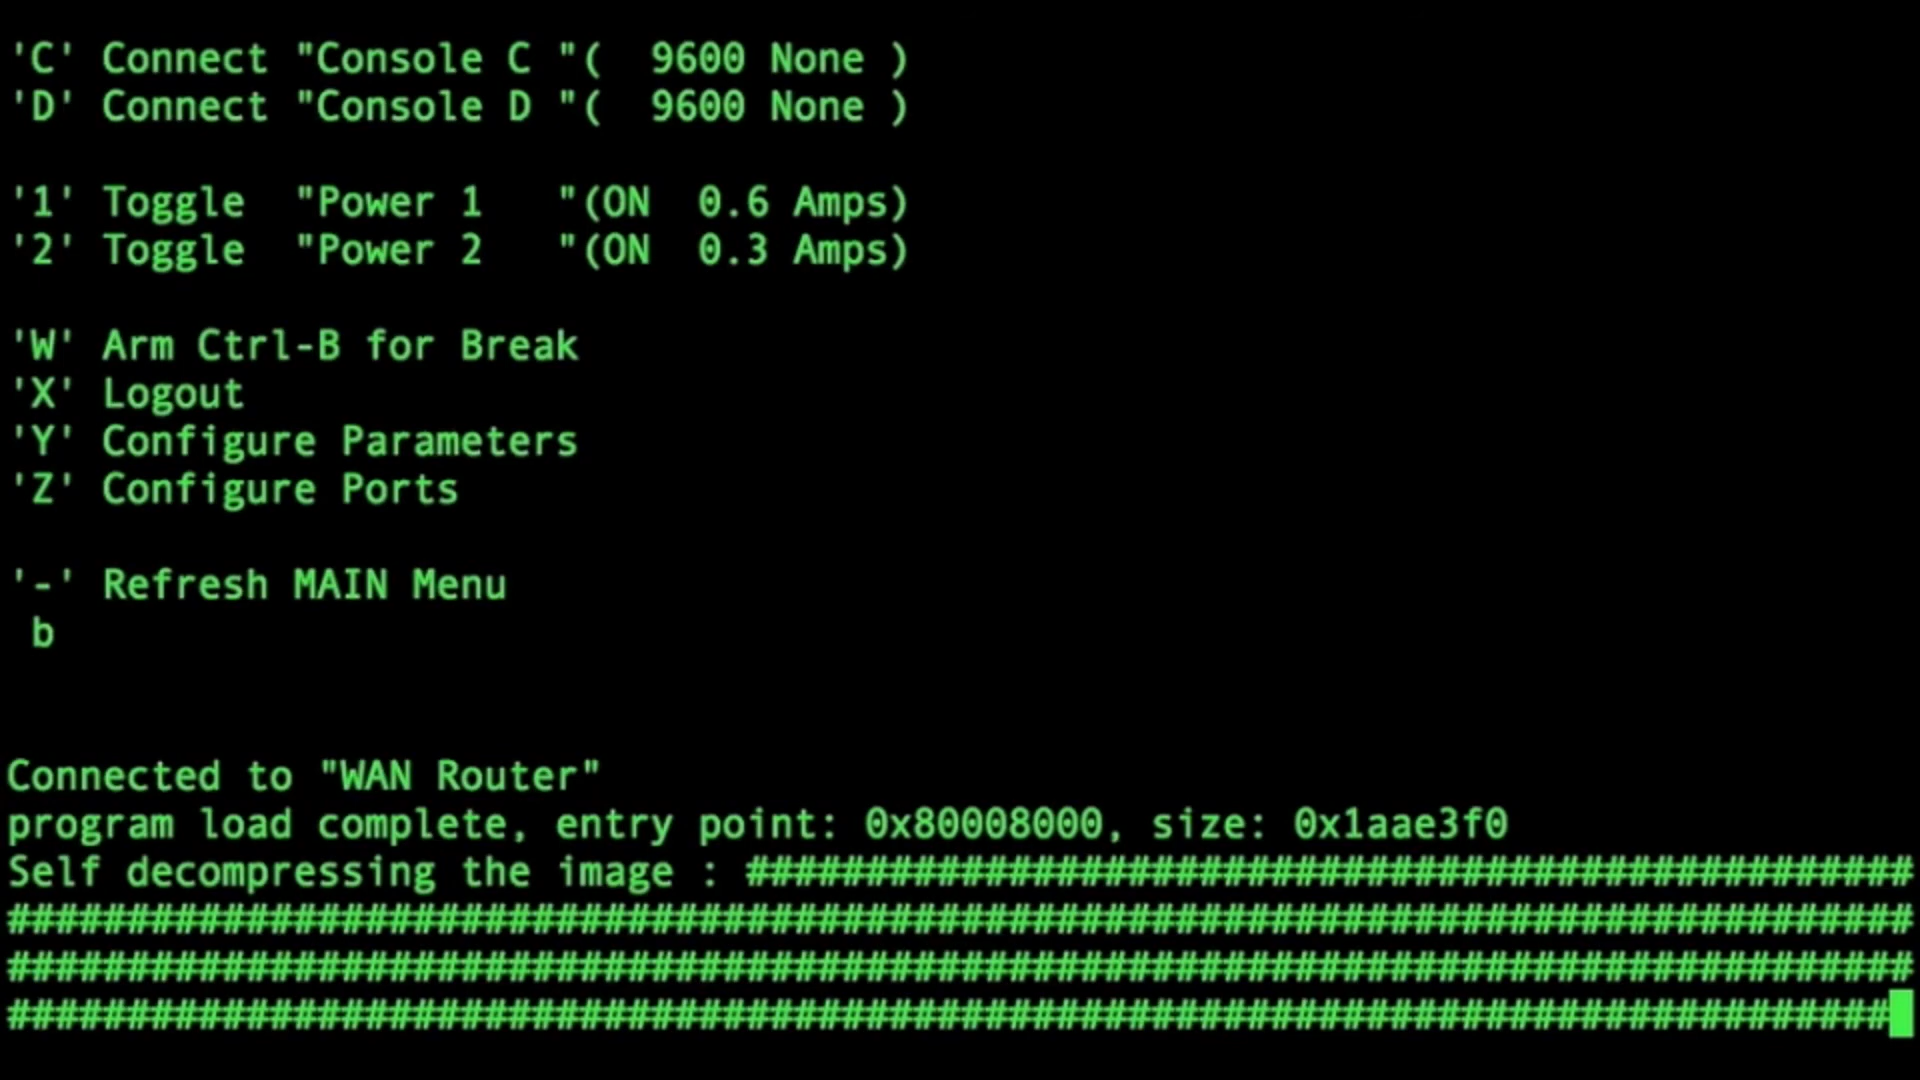 'C' Connect "Console C "(  9600 None )
'D' Connect "Console D "(  9600 None )
'1' Toggle  "Power 1   "(ON  0.6 Amps)
'2' Toggle  "Power 2   "(ON  0.3 Amps)
'W' Arm Ctrl-B for Break
'X' Logout
'Y' Configure Parameters
'Z' Configure Ports
'-' Refresh MAIN Menu
b
Connected to "WAN Router"
program load complete, entry point: 0x80008000, size: 0x1aae3f0
Self decompressing the image : #################################################
################################################################################
################################################################################
###############################################################################